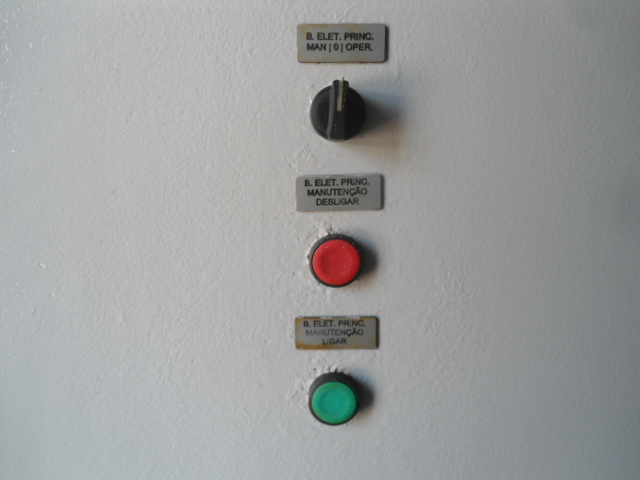 B. ELET. PRINC.
MAN | 0 | OPER.
B. ELET. PRINC.
MANUTENÇÃO
DESLIGAR
B. ELET. PRINC.
MANUTENÇÃO
LIGAR